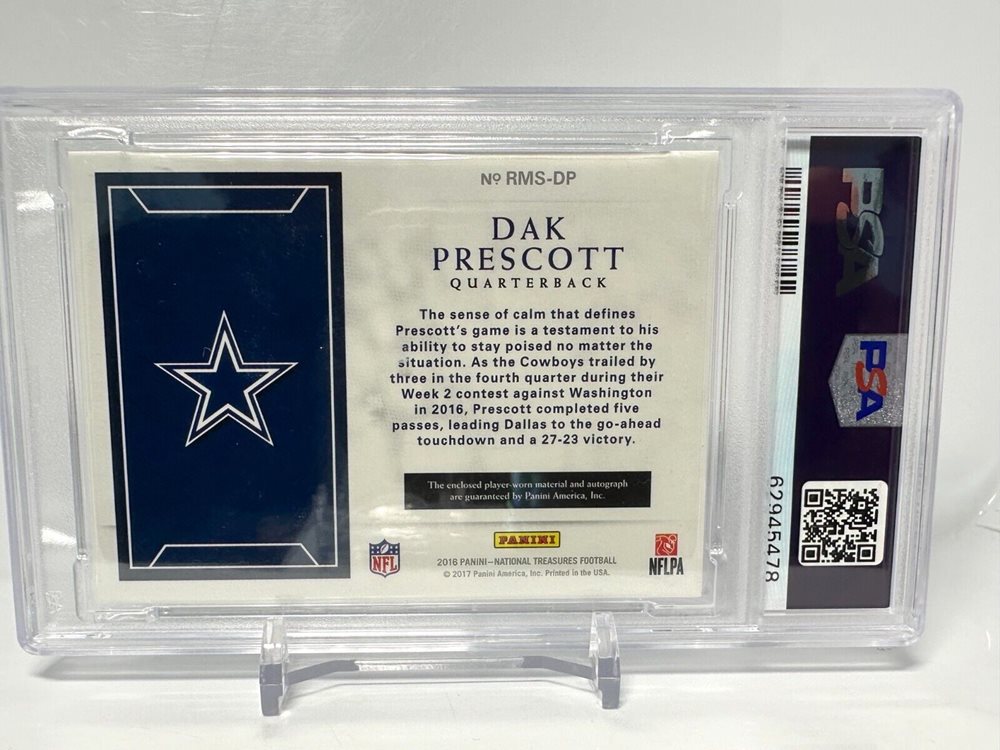 Nº RMS-DP
DAK
PRESCOTT
QUARTERBACK
The sense of calm that defines
Prescott's game is a testament to his
ability to stay poised no matter the
situation. As the Cowboys trailed by
three in the fourth quarter during their
Week 2 contest against Washington
in 2016, Prescott completed five
passes, leading Dallas to the go-ahead
touchdown and a 27-23 victory.
The enclosed player-worn material and autograph
are guaranteed by Panini America, Inc.
PANINI
NFL
2016 PANINI—NATIONAL TREASURES FOOTBALL
© 2017 Panini America, Inc. Printed in the USA.
NFLPA
PSA
PSA
62945478